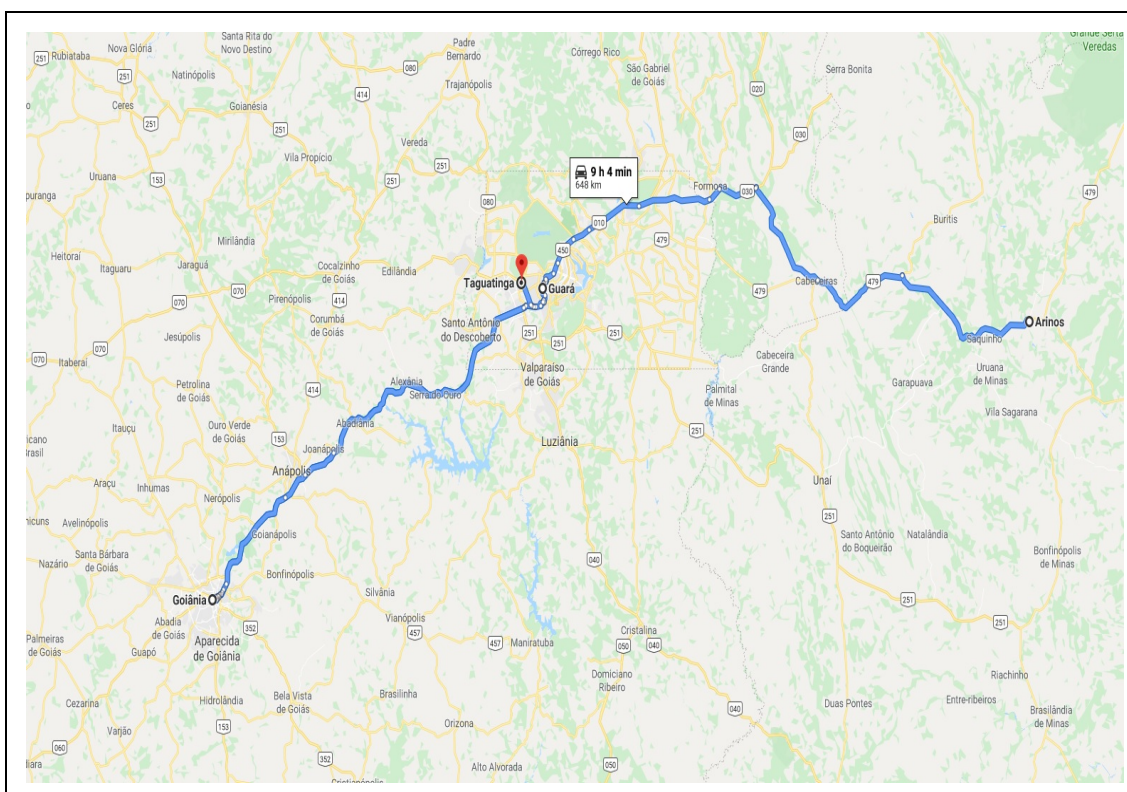 Grande Sertã
Veredas
Santa Rita do
Novo Destino
Nova Glória
251
Rubiataba
251
Padre
Bernardo
Córrego Rico
São Gabriel
de Goiás
Serra Bonita
080
Natinópolis
Trajanópolis
414
Ceres
Goianésia
020
251
251
030
Vereda
Vila Propício
251
9 h 4 min
648 km
Uruana
153
251
Formosa
030
479
080
010
Buritis
Mirilândia
479
450
Heitorai
Itaguaru
Jaraguá
Cocalzinho
de Goiás
Edilândia
Taguatinga
Guará
Cabeceiras
479
479
070
070
Pirenópolis
414
Corumbá
de Goiás
Santo Antônio
do Descoberto
251
251
251
Arinos
Jesúpolis
Saquinho
070
070
Itaberaí
Cabeceira
Grande
Uruana
de Minas
Valparaíso
de Goiás
Garapuava
Petrolina
de Goiás
414
Alexânia
Serra do Ouro
Palmital
de Minas
Vila Sagarana
Itauçu
Ouro Verde
de Goiás
Abadiânia
251
153
Joanápolis
Luziânia
Anápolis
Araçu
Inhumas
Nerópolis
Unaí
251
Avelinópolis
Goianápolis
Santo Antônio
do Boqueirão
Natalândia
Santa Bárbara
de Goiás
Nazário
Bonfinópolis
040
Bonfinópolis
de Minas
Silvânia
Goiânia
251
Abadia
de Goiás
Vianópolis
251
352
457
457
Cristalina
Palmeiras
de Goiás
Guapó
Aparecida
de Goiânia
Maniratuba
050
040
Riachinho
Domiciano
Ribeiro
Cezarina
Hidrolândia
Bela Vista
de Goiás
Brasilinha
Duas Pontes
Entre-ribeiros
Brasilândia
de Minas
040
153
Varjão
Orizona
060
352
Alto Alvorada
050
Cristianópolis